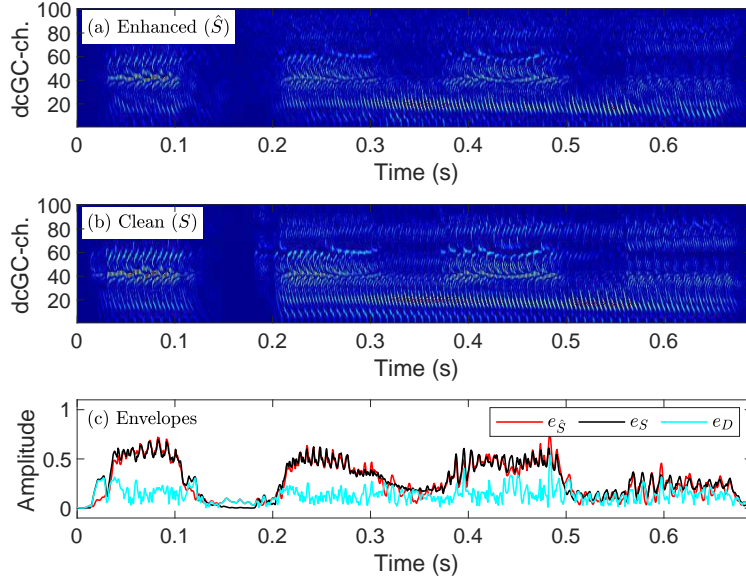 (a) Enhanced (Ŝ)
dcGC-ch.
100
80
60
40
20
0 0.1 0.2 0.3 0.4 0.5 0.6
Time (s)
(b) Clean (S)
dcGC-ch.
100
80
60
40
20
0 0.1 0.2 0.3 0.4 0.5 0.6
Time (s)
(c) Envelopes
e_Ŝ e_S e_D
Amplitude
1
0.5
0
0 0.1 0.2 0.3 0.4 0.5 0.6
Time (s)